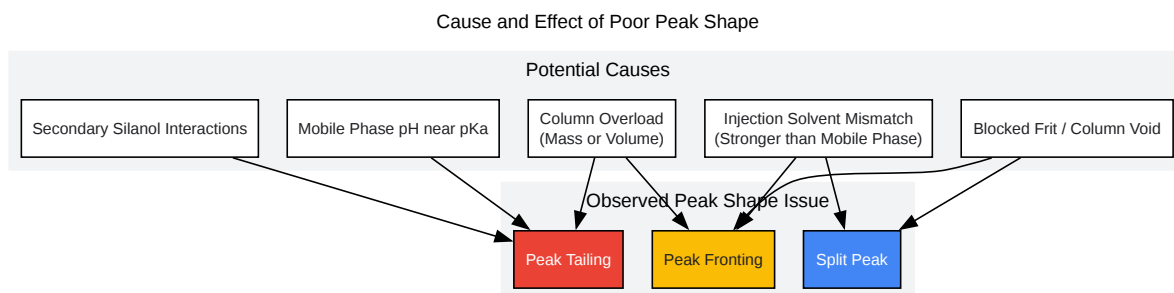 Cause and Effect of Poor Peak Shape
Potential Causes
Secondary Silanol Interactions
Mobile Phase pH near pKa
Column Overload
(Mass or Volume)
Injection Solvent Mismatch
(Stronger than Mobile Phase)
Blocked Frit / Column Void
Observed Peak Shape Issue
Peak Tailing
Peak Fronting
Split Peak